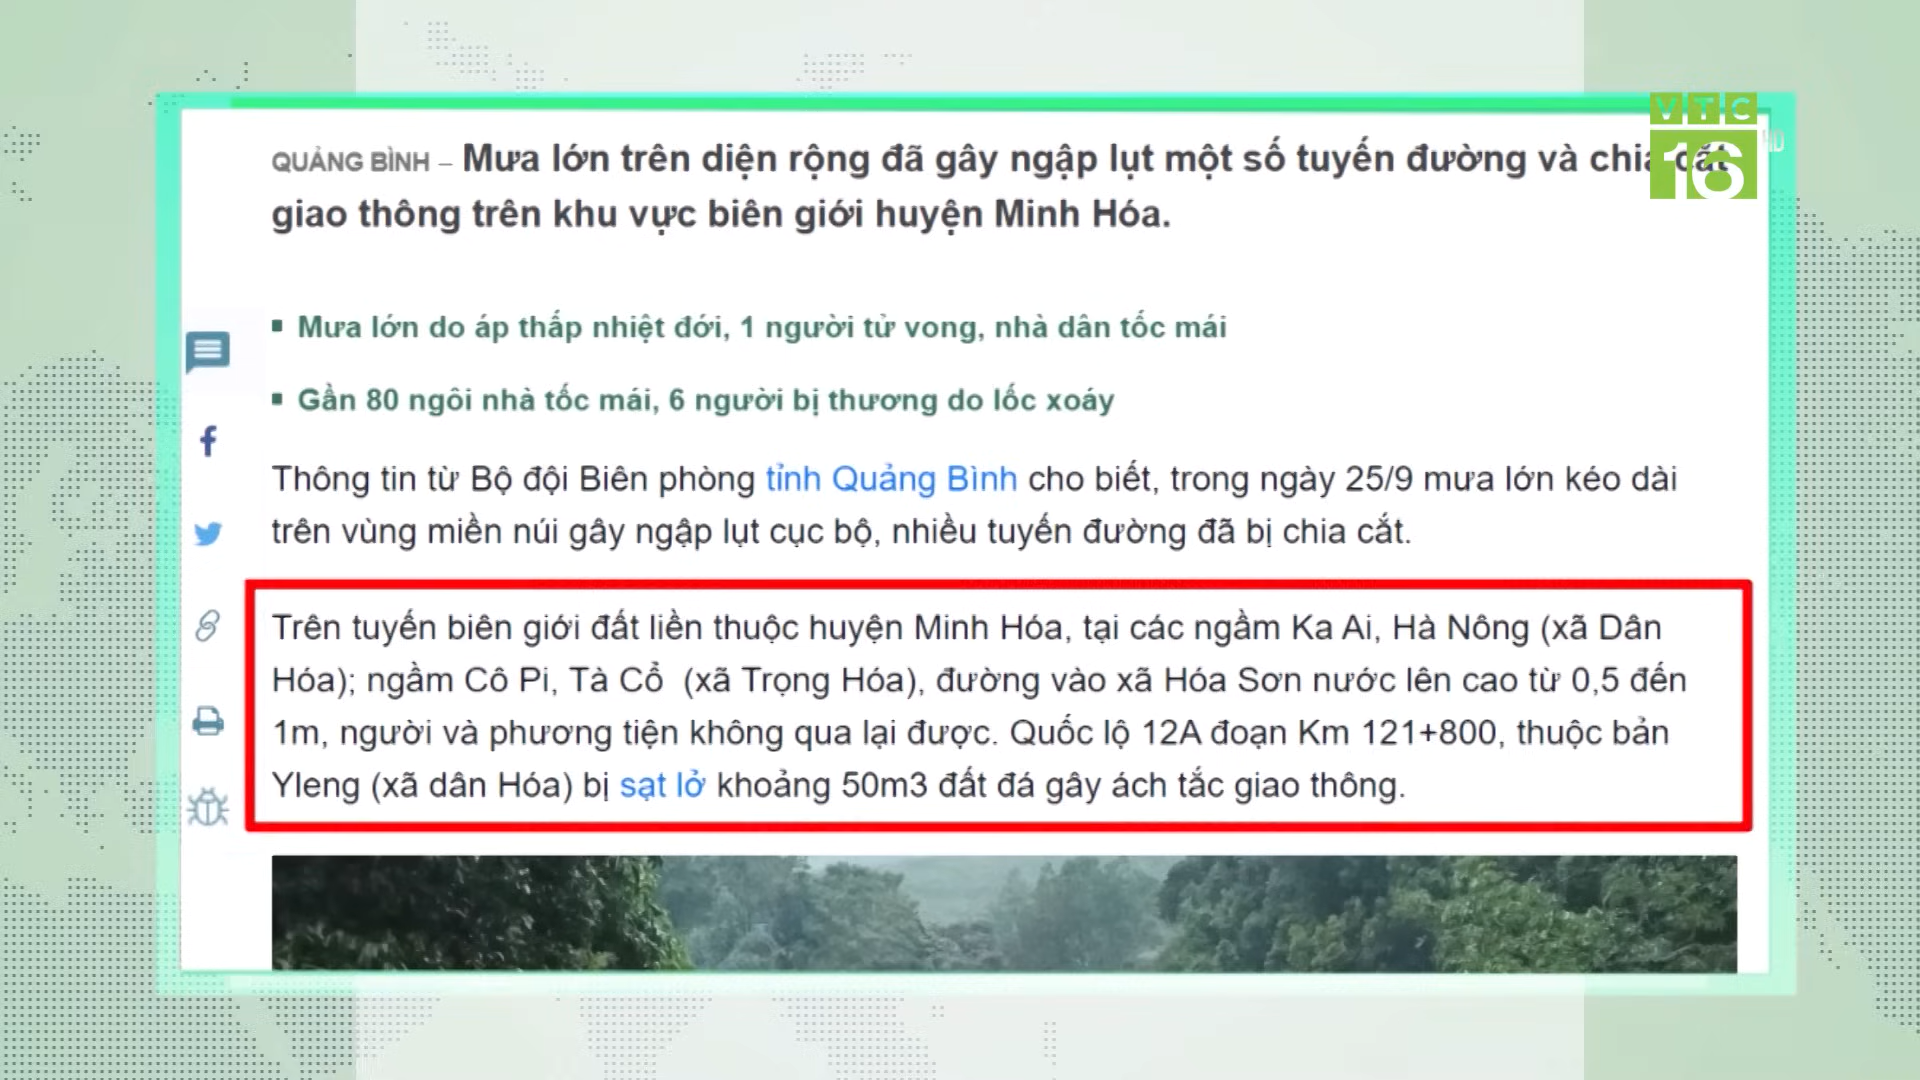 VTC
16
HD
QUẢNG BÌNH – Mưa lớn trên diện rộng đã gây ngập lụt một số tuyến đường và chia cắt
giao thông trên khu vực biên giới huyện Minh Hóa.
▪ Mưa lớn do áp thấp nhiệt đới, 1 người tử vong, nhà dân tốc mái
▪ Gần 80 ngôi nhà tốc mái, 6 người bị thương do lốc xoáy
Thông tin từ Bộ đội Biên phòng tỉnh Quảng Bình cho biết, trong ngày 25/9 mưa lớn kéo dài
trên vùng miền núi gây ngập lụt cục bộ, nhiều tuyến đường đã bị chia cắt.
Trên tuyến biên giới đất liền thuộc huyện Minh Hóa, tại các ngầm Ka Ai, Hà Nông (xã Dân
Hóa); ngầm Cô Pi, Tà Cổ (xã Trọng Hóa), đường vào xã Hóa Sơn nước lên cao từ 0,5 đến
1m, người và phương tiện không qua lại được. Quốc lộ 12A đoạn Km 121+800, thuộc bản
Yleng (xã dân Hóa) bị sạt lở khoảng 50m3 đất đá gây ách tắc giao thông.